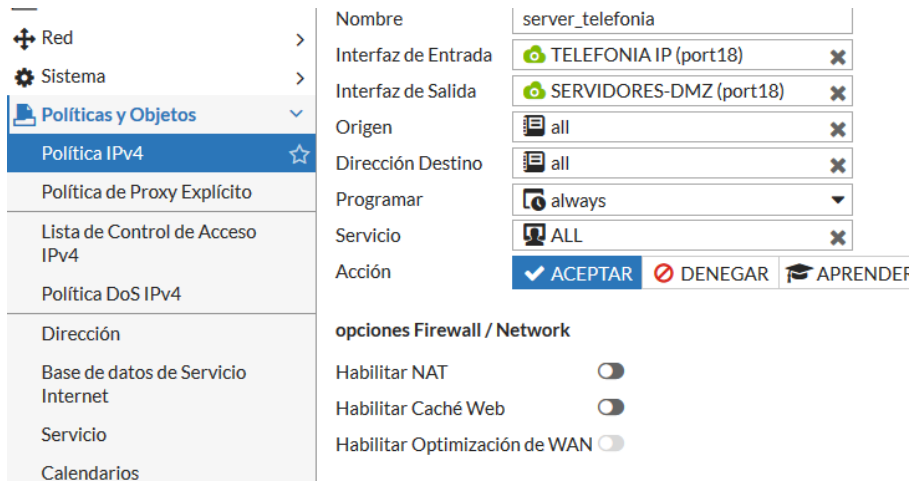 Red
Sistema
Políticas y Objetos
Política IPv4
Política de Proxy Explícito
Lista de Control de Acceso
IPv4
Política DoS IPv4
Dirección
Base de datos de Servicio
Internet
Servicio
Calendarios
Nombre server_telefonia
Interfaz de Entrada TELEFONIA IP (port18)
Interfaz de Salida SERVIDORES-DMZ (port18)
Origen all
Dirección Destino all
Programar always
Servicio ALL
Acción ACEPTAR DENEGAR APRENDER
opciones Firewall / Network
Habilitar NAT
Habilitar Caché Web
Habilitar Optimización de WAN